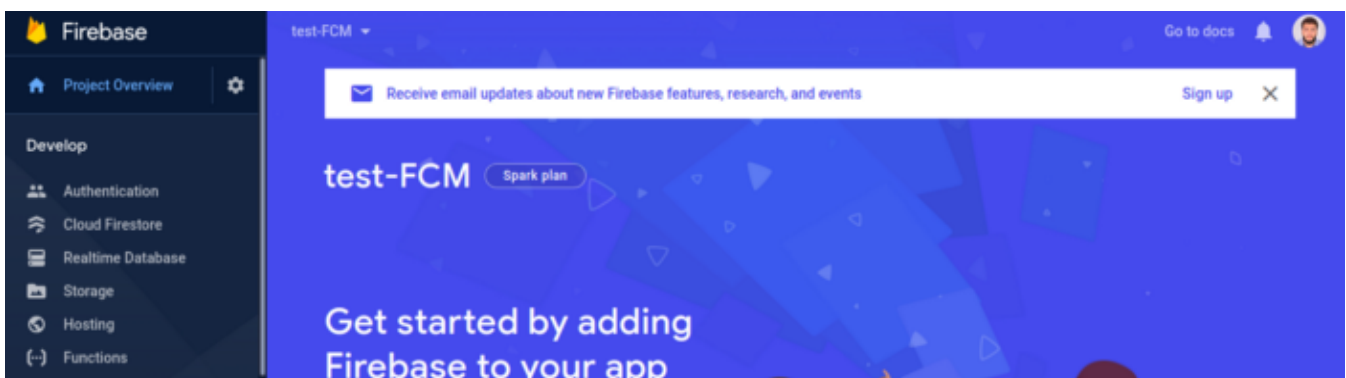 Firebase
test-FCM
Go to docs
Project Overview
Receive email updates about new Firebase features, research, and events
Sign up
Develop
test-FCM
Spark plan
Authentication
Cloud Firestore
Realtime Database
Storage
Hosting
Functions
Get started by adding
Firebase to your app